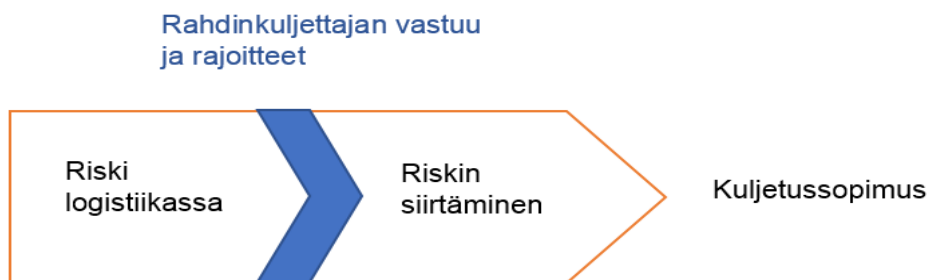 Rahdinkuljettajan vastuu
ja rajoitteet
Riski
logistiikassa
Riskin
siirtäminen
Kuljetussopimus